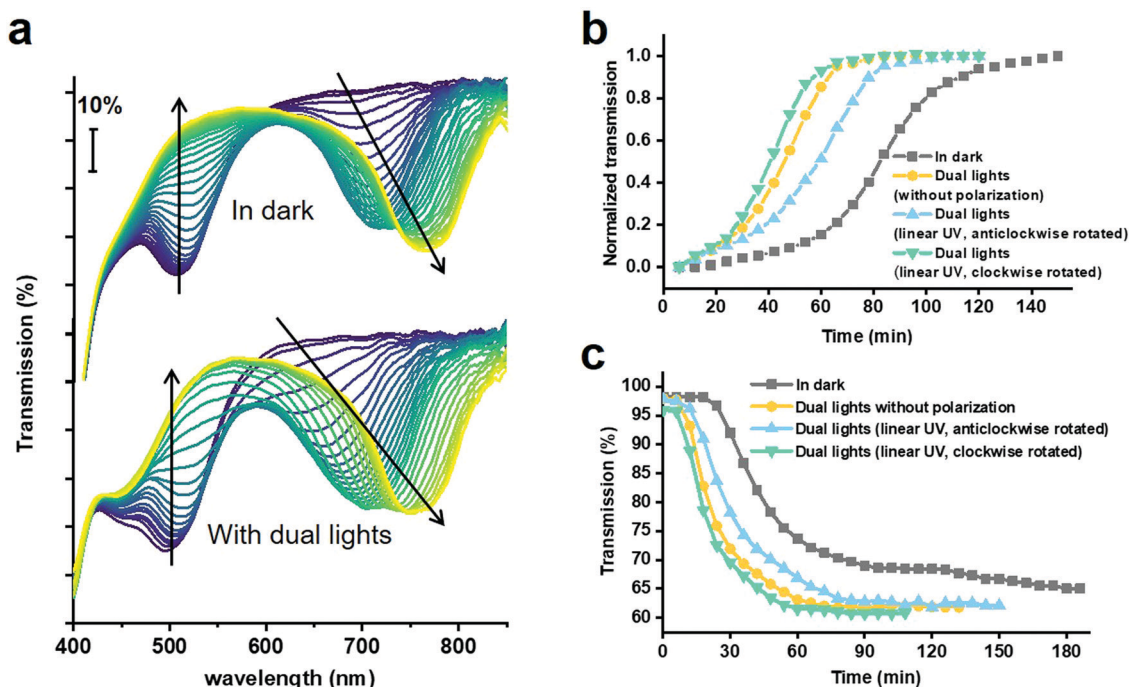 a
10%
In dark
With dual lights
Transmission (%)
400
500
600
700
800
wavelength (nm)
b
1.0
0.8
0.6
0.4
0.2
0.0
Normalized transmission
In dark
Dual lights
(without polarization)
Dual lights
(linear UV, anticlockwise rotated)
Dual lights
(linear UV, clockwise rotated)
0
20
40
60
80
100
120
140
Time (min)
c
100
95
90
85
80
75
70
65
60
Transmission (%)
In dark
Dual lights without polarization
Dual lights (linear UV, anticlockwise rotated)
Dual lights (linear UV, clockwise rotated)
0
30
60
90
120
150
180
Time (min)